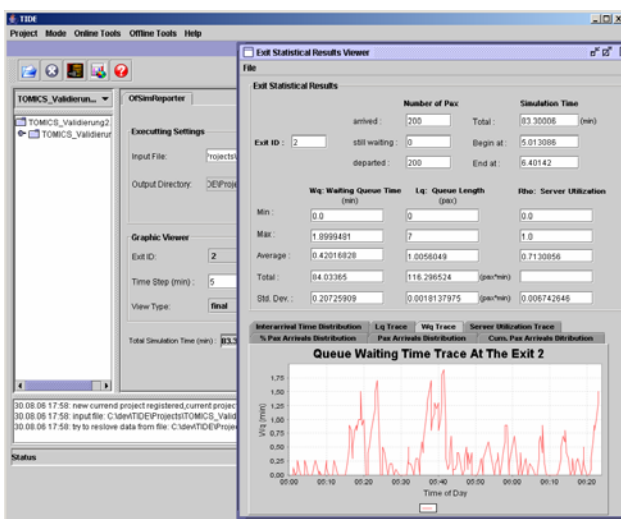 TIDE
Project Mode Online Tools Offline Tools Help
TOMICS_Validierun...
TOMICS_Validierung2
TOMICS_Validierur
OfSimReporter
Executting Settings
Input File:
Output Directory:
Graphic Viewer
Exit ID: 2
Time Step (min): 5
View Type: final
Total Simulation Time (min): 83.3
30.08.06 17:58: new currend project registered,current projec
30.08.06 17:58: input file: C:\dev\TIDE\Projects\TOMICS_Valid
30.08.06 17:58: try to reslove data from file: C:\dev\TIDE\Proje
Status
Exit Statistical Results Viewer
File
Exit Statistical Results
Number of Pax Simulation Time
arrived: 200 Total: 83.30006 (min)
Exit ID: 2 still waiting: 0 Begin at: 5.013086
departed: 200 End at: 6.40142
Wq: Waiting Queue Time Lq: Queue Length Rho: Server Utilization
(min) (pax)
Min: 0.0 0 0.0
Max: 1.8999481 7 1.0
Average: 0.42016828 1.0056049 0.7130856
Total: 84.03365 116.296524 (pax*min)
Std. Dev.: 0.20725909 0.0018137975 (pax*min) 0.006742646
Interarrival Time Distribution Lq Trace Wq Trace Server Utilization Trace
% Pax Arrivals Distribution Pax Arrivals Distribution Cum. Pax Arrivals Ditribution
Queue Waiting Time Trace At The Exit 2
1,75
1,50
1,25
1,00
0,75
0,50
0,25
0,00
Wq (min)
05:00 05:10 05:20 05:30 05:40 05:50 06:00 06:10 06:20
Time of Day